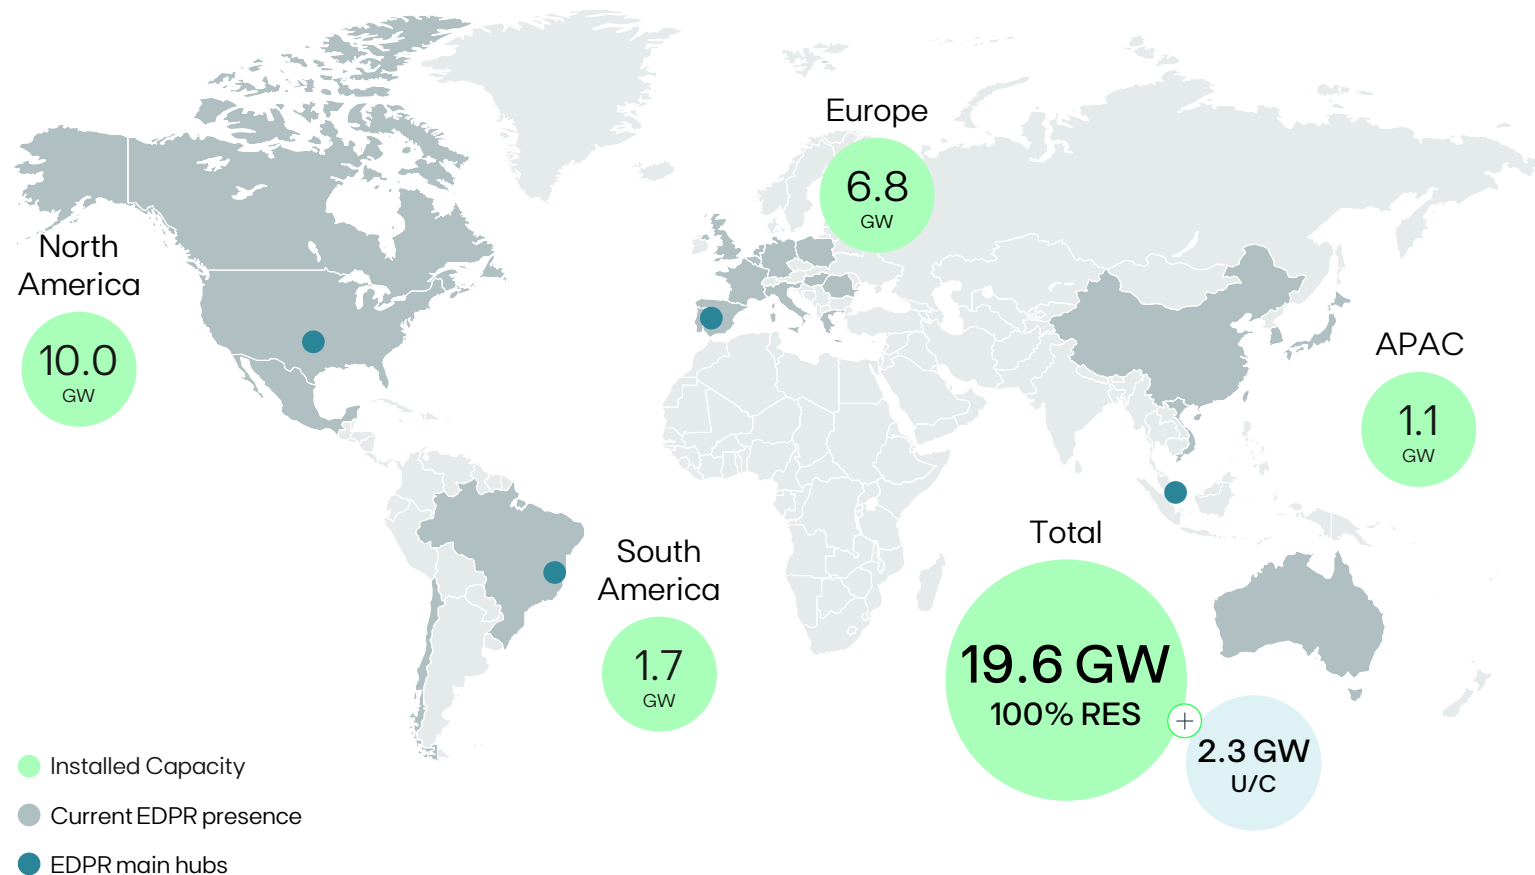 Europe
6.8
GW
North
America
10.0
GW
APAC
1.1
GW
South
America
1.7
GW
Total
19.6 GW
100% RES
+
2.3 GW
U/C
Installed Capacity
Current EDPR presence
EDPR main hubs